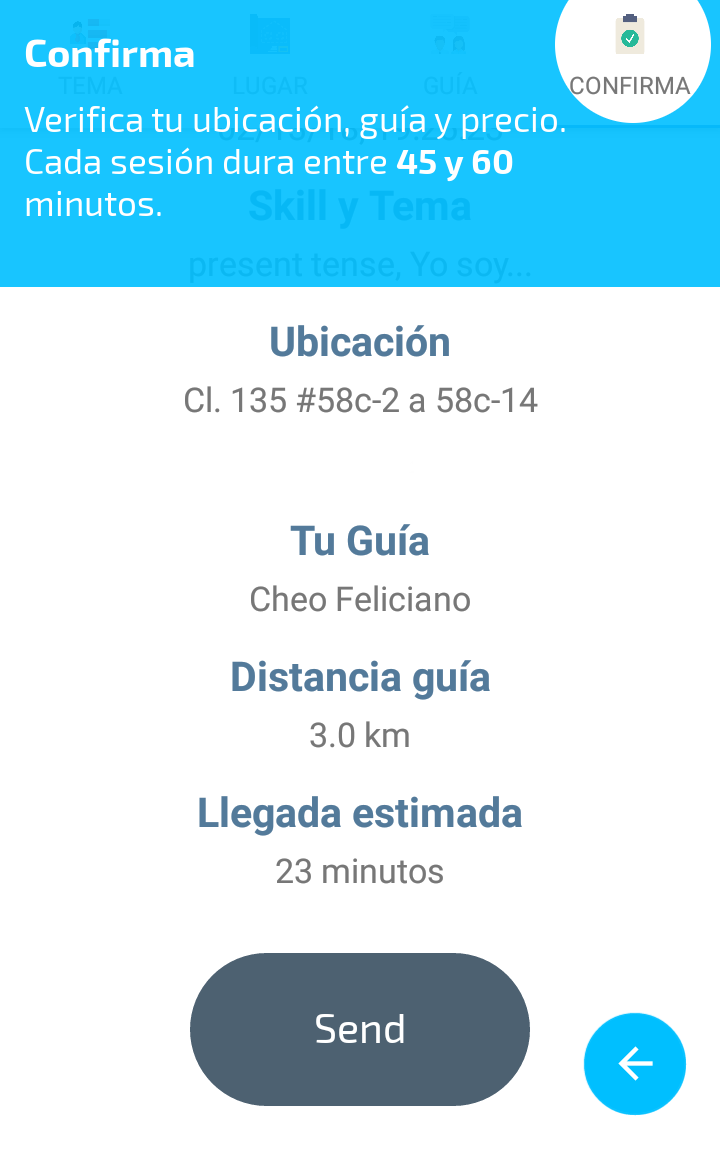 Confirma
TEMA
LUGAR
GUÍA
CONFIRMA
Verifica tu ubicación, guía y precio.
Cada sesión dura entre 45 y 60
minutos.
Skill y Tema
present tense, Yo soy...
Ubicación
Cl. 135 #58c-2 a 58c-14
Tu Guía
Cheo Feliciano
Distancia guía
3.0 km
Llegada estimada
23 minutos
Send